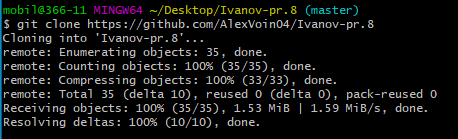 mobil@366-11 MINGW64 ~/Desktop/Ivanov-pr.8 (master)
$ git clone https://github.com/AlexVoin04/Ivanov-pr.8
Cloning into 'Ivanov-pr.8'...
remote: Enumerating objects: 35, done.
remote: Counting objects: 100% (35/35), done.
remote: Compressing objects: 100% (33/33), done.
remote: Total 35 (delta 10), reused 0 (delta 0), pack-reused 0
Receiving objects: 100% (35/35), 1.53 MiB | 1.59 MiB/s, done.
Resolving deltas: 100% (10/10), done.